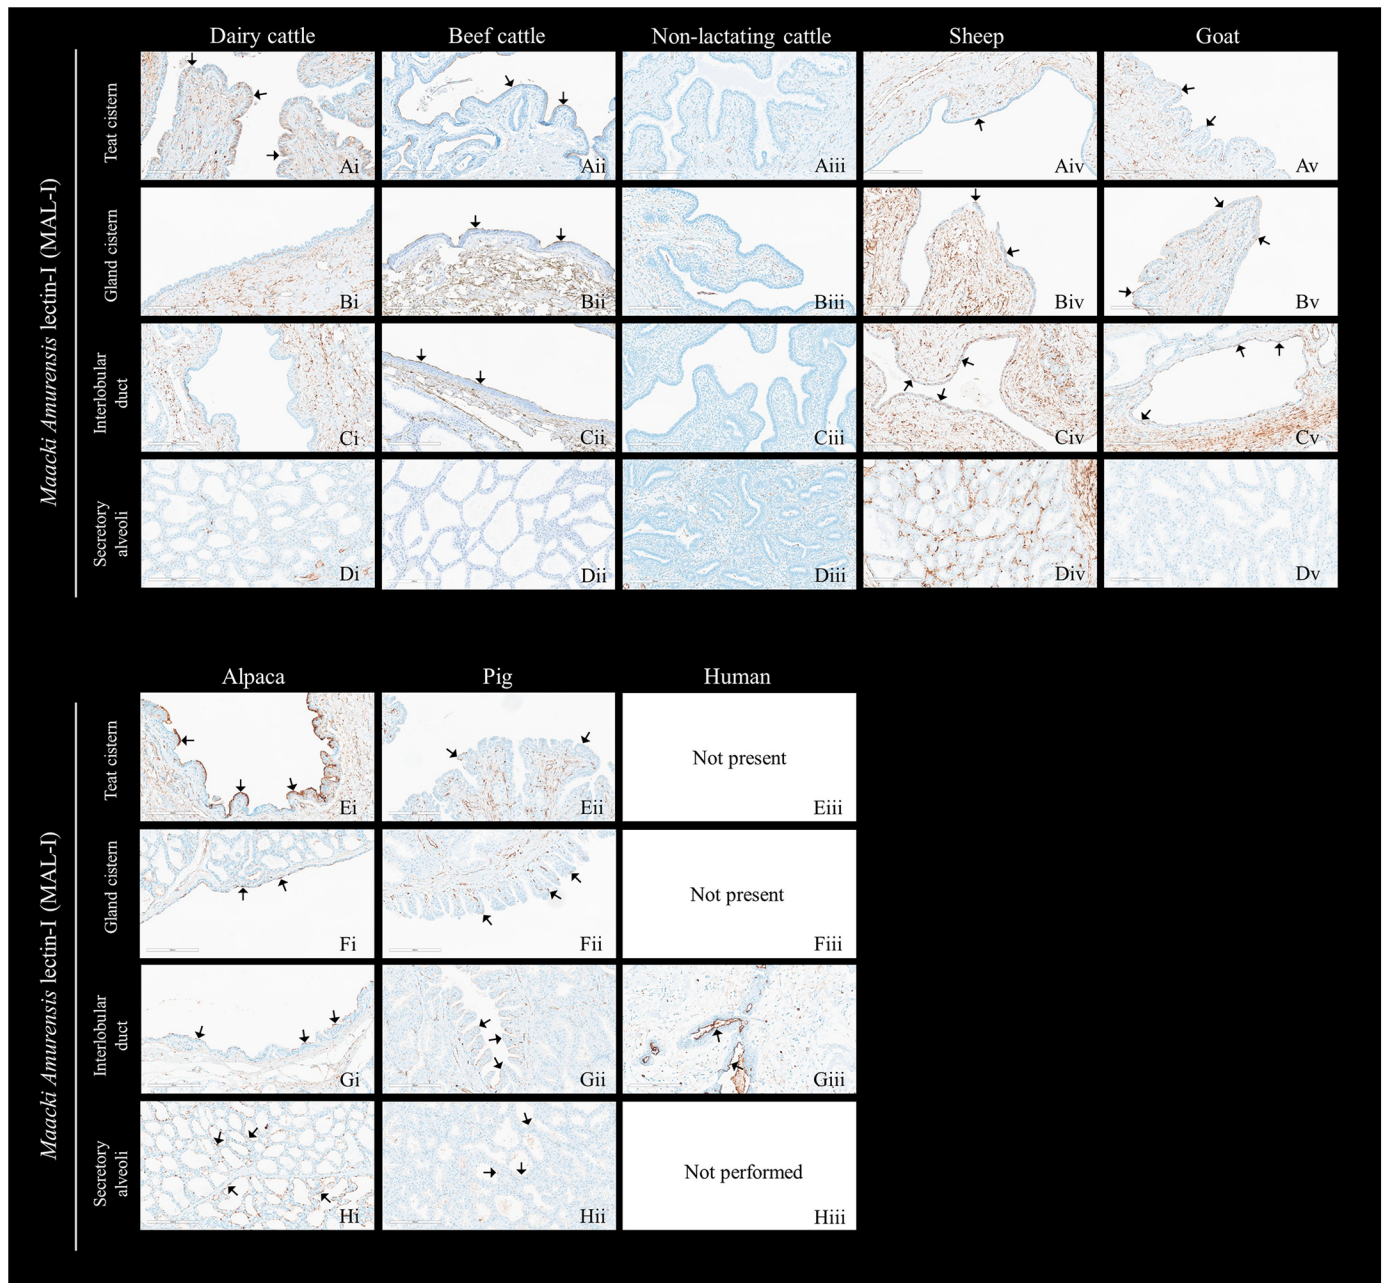 Dairy cattle Beef cattle Non-lactating cattle Sheep Goat
Maacki Amurensis lectin-I (MAL-I)
Teat cistern
Ai Aii Aiii Aiv Av
Gland cistern
Bi Bii Biii Biv Bv
Interlobular
duct
Ci Cii Ciii Civ Cv
Secretory
alveoli
Di Dii Diii Div Dv
Alpaca Pig Human
Maacki Amurensis lectin-I (MAL-I)
Teat cistern
Not present
Ei Eii Eiii
Gland cistern
Not present
Fi Fii Fiii
Interlobular
duct
Gi Gii Giii
Secretory
alveoli
Not performed
Hi Hii Hiii